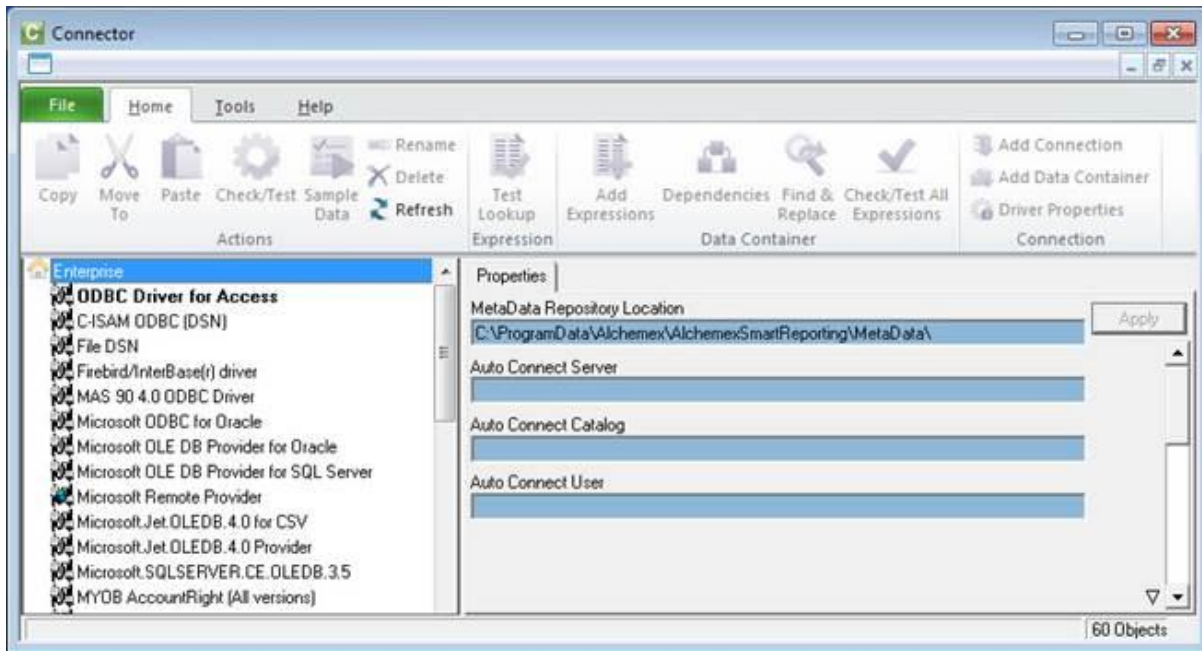 Connector
File Home Tools Help
Copy
Move To
Paste
Check/Test
Sample Data
Rename
Delete
Refresh
Actions
Test Lookup
Expression
Add Expressions
Dependencies
Find & Replace
Check/Test All Expressions
Data Container
Add Connection
Add Data Container
Driver Properties
Connection
Enterprise
ODBC Driver for Access
C-ISAM ODBC (DSN)
File DSN
Firebird/InterBase(r) driver
MAS 90 4.0 ODBC Driver
Microsoft ODBC for Oracle
Microsoft OLE DB Provider for Oracle
Microsoft OLE DB Provider for SQL Server
Microsoft Remote Provider
Microsoft.Jet.OLEDB.4.0 for CSV
Microsoft.Jet.OLEDB.4.0 Provider
Microsoft.SQLSERVER.CE.OLEDB.3.5
MYOB AccountRight (All versions)
Properties
MetaData Repository Location
Apply
C:\ProgramData\Alchemex\AlchemexSmartReporting\MetaData\
Auto Connect Server
Auto Connect Catalog
Auto Connect User
60 Objects